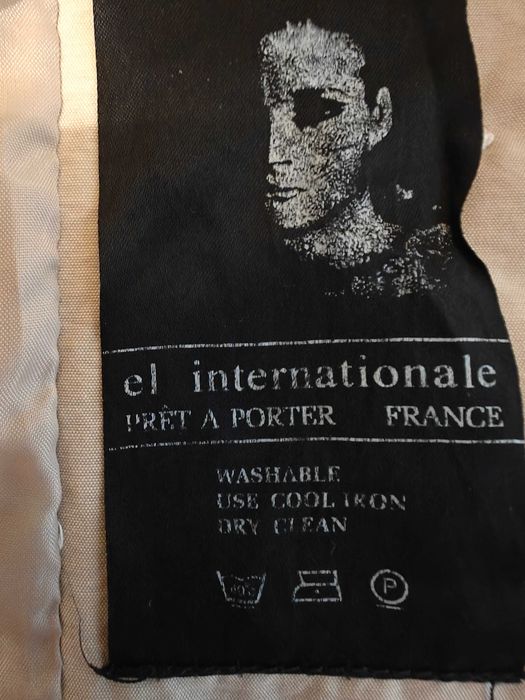 el internationale
PRÊT A PORTER FRANCE
WASHABLE
USE COOL IRON
DRY CLEAN
P